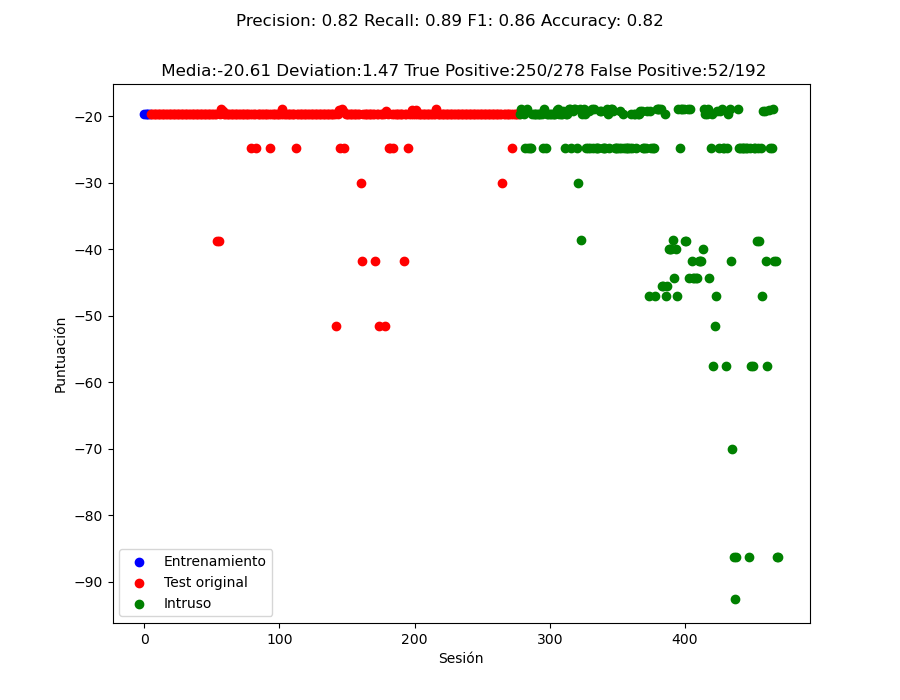 Precision: 0.82 Recall: 0.89 F1: 0.86 Accuracy: 0.82
Media:-20.61 Deviation:1.47 True Positive:250/278 False Positive:52/192
Puntuación
−20
−30
−40
−50
−60
−70
−80
−90
Entrenamiento
Test original
Intruso
0
100
200
300
400
Sesión